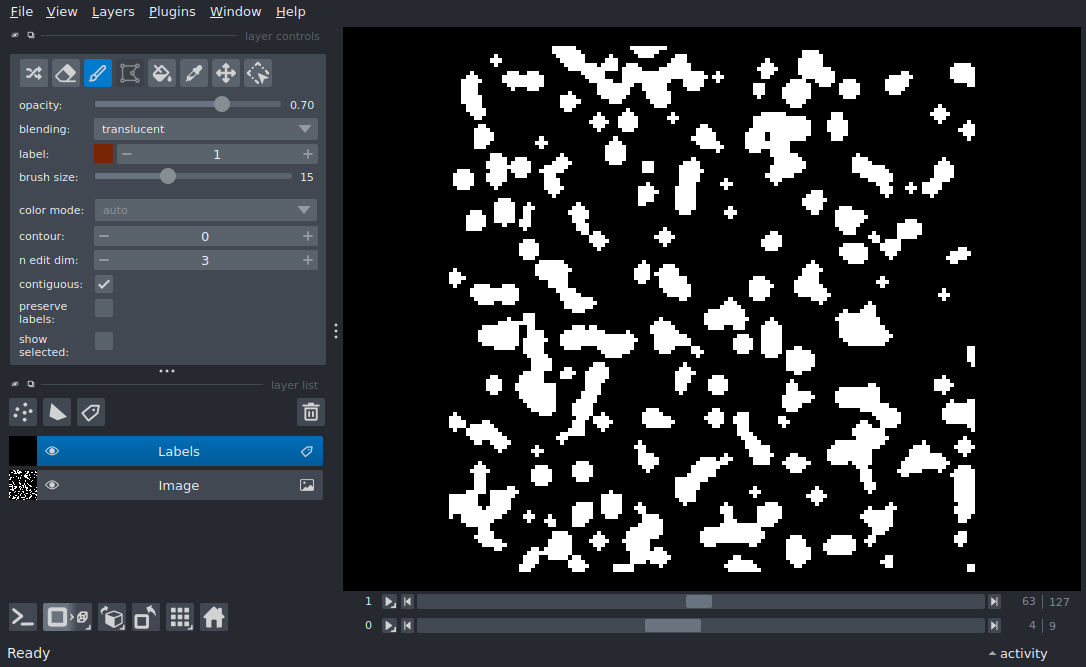 File View Layers Plugins Window Help
layer controls
opacity: 0.70
blending: translucent
label: 1
brush size: 15
color mode: auto
contour: 0
n edit dim: 3
contiguous:
preserve
labels:
show
selected:
layer list
Labels
Image
1 63 127
0 4 9
Ready activity